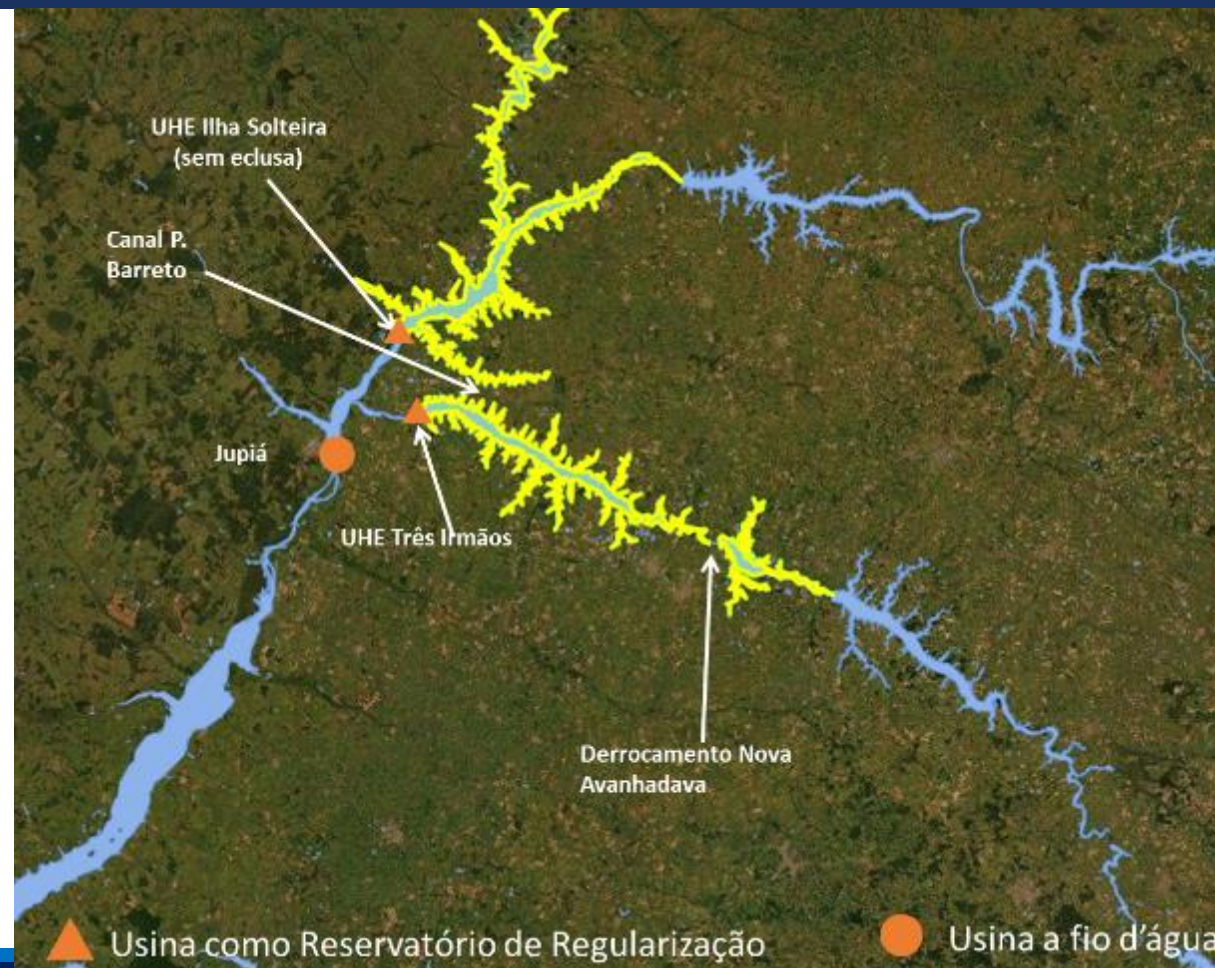 UHE Ilha Solteira
(sem eclusa)
Canal P.
Barreto
Jupiá
UHE Três Irmãos
Derrocamento Nova
Avanhadava
Usina como Reservatório de Regularização
Usina a fio d'água